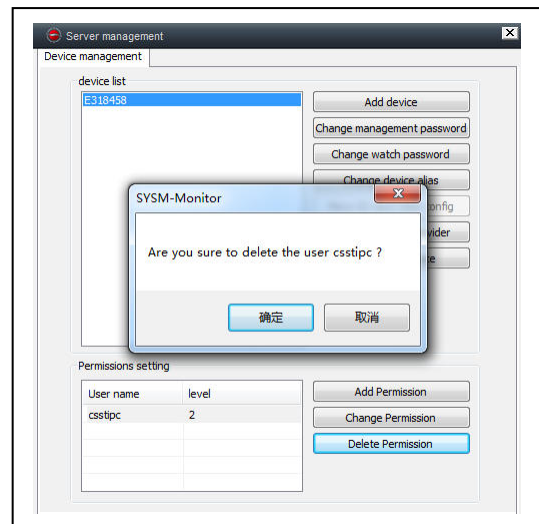 Server management
Device management
device list
E318458
Add device
Change management password
Change watch password
Change device alias
onfig
vider
SYSM-Monitor
Are you sure to delete the user csstipc ?
确定
取消
Permissions setting
User name level
csstipc 2
Add Permission
Change Permission
Delete Permission